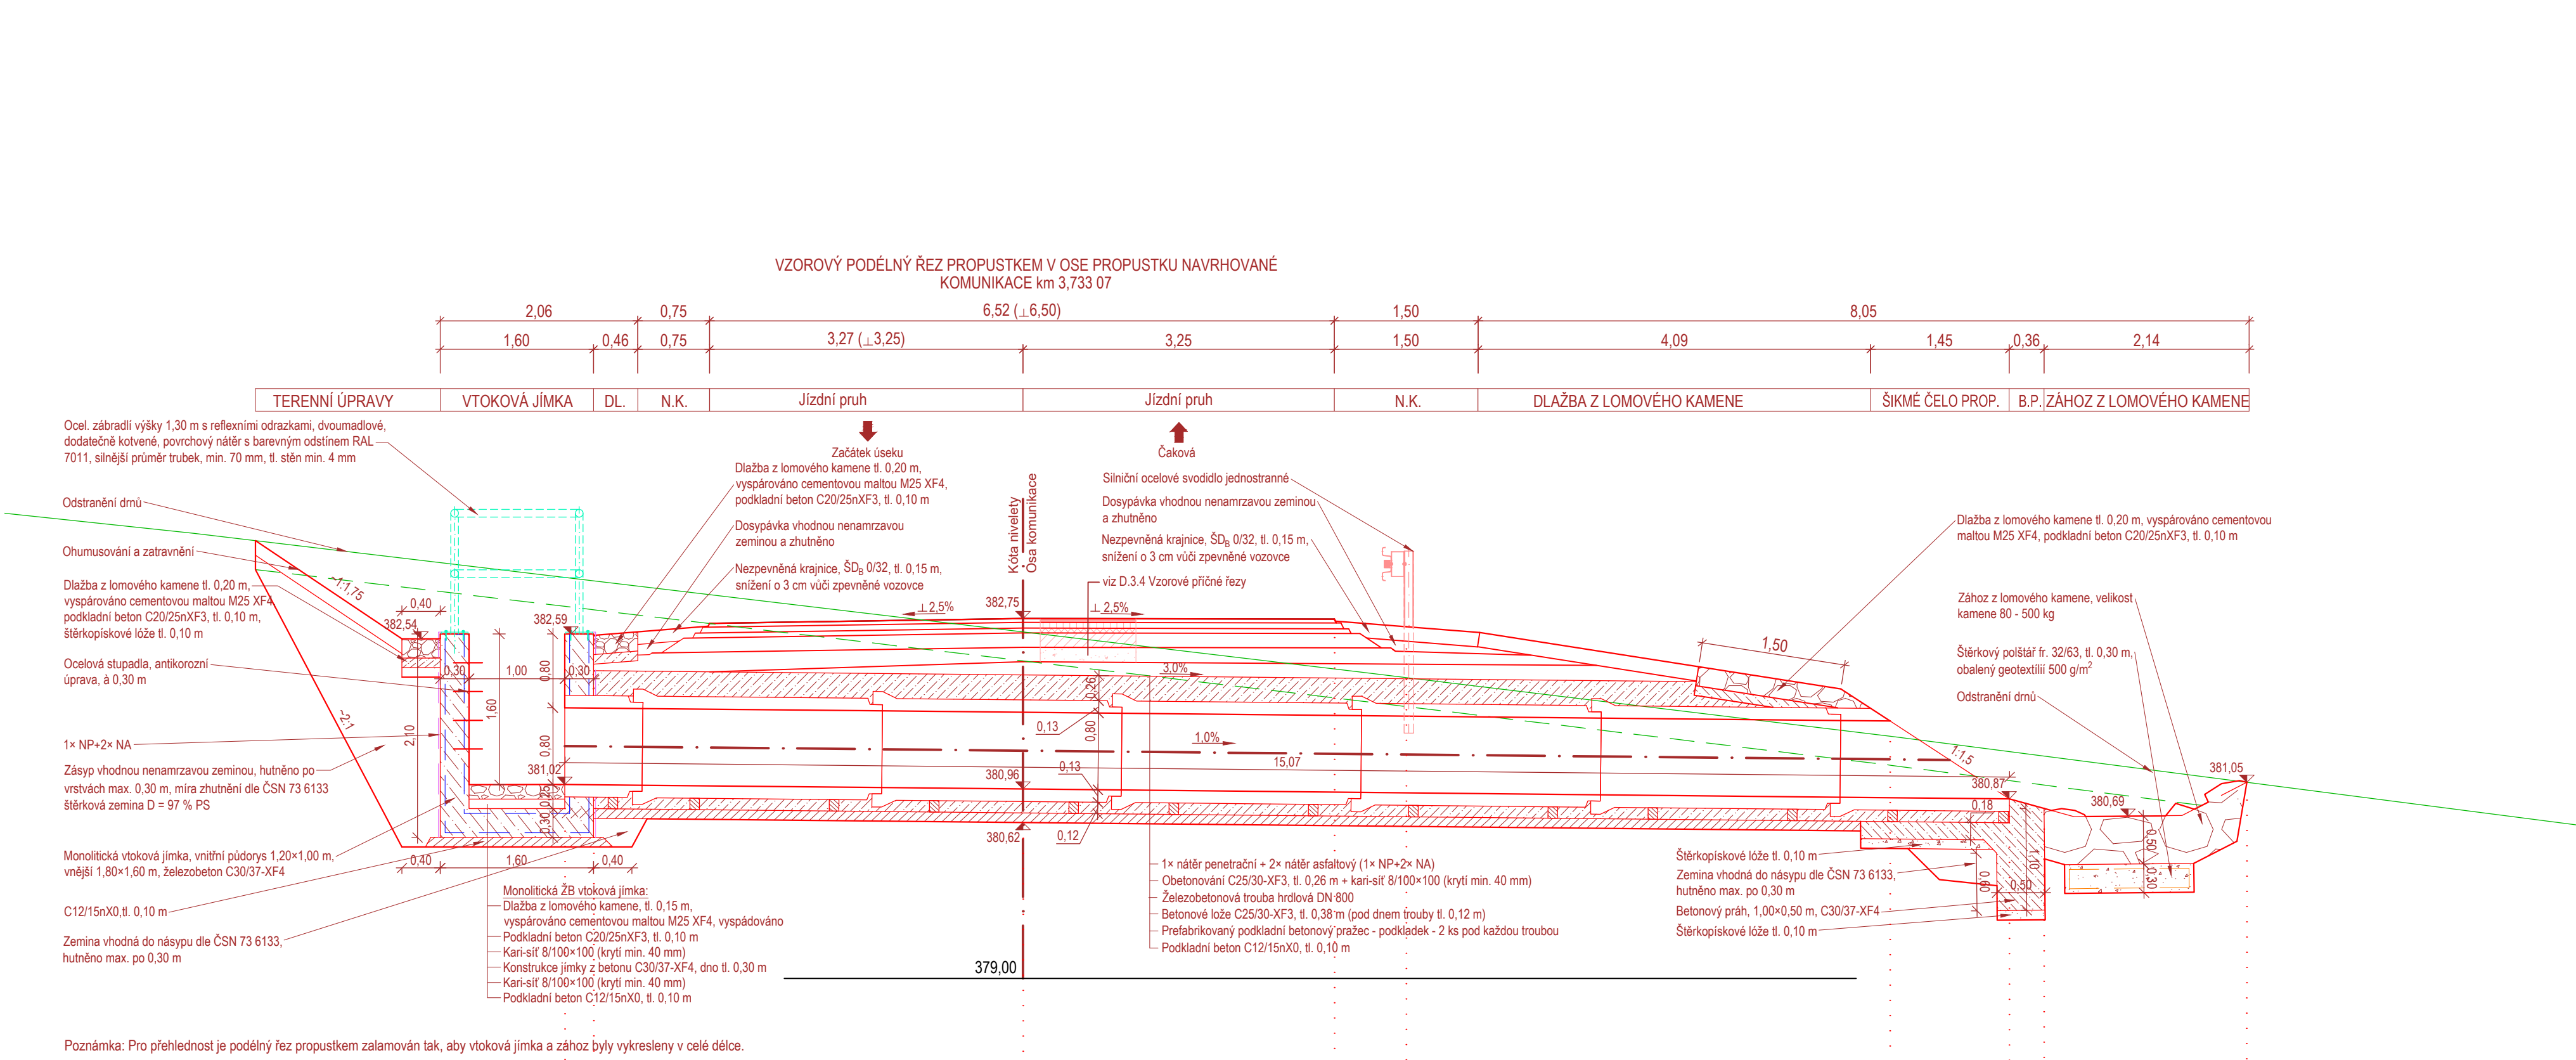 VZOROVÝ PODÉLNÝ ŘEZ PROPUSTKEM V OSE PROPUSTKU NAVRHOVANÉ
KOMUNIKACE km 3,733 07
2,06
0,75
6,52 (⊥6,50)
1,50
8,05
1,60
0,46
0,75
3,27 (⊥3,25)
3,25
1,50
4,09
1,45
0,36
2,14
TERENNÍ ÚPRAVY
VTOKOVÁ JÍMKA
DL.
N.K.
Jízdní pruh
Jízdní pruh
N.K.
DLAŽBA Z LOMOVÉHO KAMENE
ŠIKMÉ ČELO PROP.
B.P.
ZÁHOZ Z LOMOVÉHO KAMENE
Ocel. zábradlí výšky 1,30 m s reflexními odrazkami, dvoumadlové,
dodatečně kotvené, povrchový nátěr s barevným odstínem RAL
7011, silnější průměr trubek, min. 70 mm, tl. stěn min. 4 mm
Odstranění drnů
Ohumusování a zatravnění
Dlažba z lomového kamene tl. 0,20 m,
vyspárováno cementovou maltou M25 XF4
podkladní beton C20/25nXF3, tl. 0,10 m,
štěrkopískové lóže tl. 0,10 m
Ocelová stupadla, antikorozní
úprava, à 0,30 m
1× NP+2× NA
Zásyp vhodnou nenamrzavou zeminou, hutněno po
vrstvách max. 0,30 m, míra zhutnění dle ČSN 73 6133
štěrková zemina D = 97 % PS
Monolitická vtoková jímka, vnitřní půdorys 1,20×1,00 m,
vnější 1,80×1,60 m, železobeton C30/37-XF4
C12/15nX0,tl. 0,10 m
Zemina vhodná do násypu dle ČSN 73 6133,
hutněno max. po 0,30 m
Začátek úseku
Čaková
Dlažba z lomového kamene tl. 0,20 m,
vyspárováno cementovou maltou M25 XF4,
podkladní beton C20/25nXF3, tl. 0,10 m
Dosypávka vhodnou nenamrzavou
zeminou a zhutněno
Nezpevněná krajnice, ŠDB 0/32, tl. 0,15 m,
snížení o 3 cm vůči zpevněné vozovce
Kóta nivelety
Osa komunikace
Silniční ocelové svodidlo jednostranné
Dosypávka vhodnou nenamrzavou zeminou
a zhutněno
Nezpevněná krajnice, ŠDB 0/32, tl. 0,15 m,
snížení o 3 cm vůči zpevněné vozovce
viz D.3.4 Vzorové příčné řezy
Dlažba z lomového kamene tl. 0,20 m, vyspárováno cementovou
maltou M25 XF4, podkladní beton C20/25nXF3, tl. 0,10 m
Zához z lomového kamene, velikost
kamene 80 - 500 kg
Štěrkový polštář fr. 32/63, tl. 0,30 m,
obalený geotextílií 500 g/m2
Odstranění drnů
~1:1,75
~2:1
0,40
382,54
382,59
382,75
⊥ 2,5%
⊥ 2,5%
3,0%
1,50
0,30
1,00
0,30
0,80
1,60
2,10
0,80
0,25
0,30
381,02
0,26
0,13
0,80
0,13
0,12
1,0%
15,07
380,96
380,62
1:1,5
380,87
0,18
380,69
381,05
0,50
0,30
1,10
0,60
0,50
0,40
1,60
0,40
Monolitická ŽB vtoková jímka:
Dlažba z lomového kamene, tl. 0,15 m,
vyspárováno cementovou maltou M25 XF4, vyspádováno
Podkladní beton C20/25nXF3, tl. 0,10 m
Kari-síť 8/100×100 (krytí min. 40 mm)
Konstrukce jímky z betonu C30/37-XF4, dno tl. 0,30 m
Kari-síť 8/100×100 (krytí min. 40 mm)
Podkladní beton C12/15nX0, tl. 0,10 m
1× nátěr penetrační + 2× nátěr asfaltový (1× NP+2× NA)
Obetonování C25/30-XF3, tl. 0,26 m + kari-síť 8/100×100 (krytí min. 40 mm)
Železobetonová trouba hrdlová DN 800
Betonové lože C25/30-XF3, tl. 0,38 m (pod dnem trouby tl. 0,12 m)
Prefabrikovaný podkladní betonový pražec - podkladek - 2 ks pod každou troubou
Podkladní beton C12/15nX0, tl. 0,10 m
Štěrkopískové lóže tl. 0,10 m
Zemina vhodná do násypu dle ČSN 73 6133,
hutněno max. po 0,30 m
Betonový práh, 1,00×0,50 m, C30/37-XF4
Štěrkopískové lóže tl. 0,10 m
379,00
Poznámka: Pro přehlednost je podélný řez propustkem zalamován tak, aby vtoková jímka a zához byly vykresleny v celé délce.